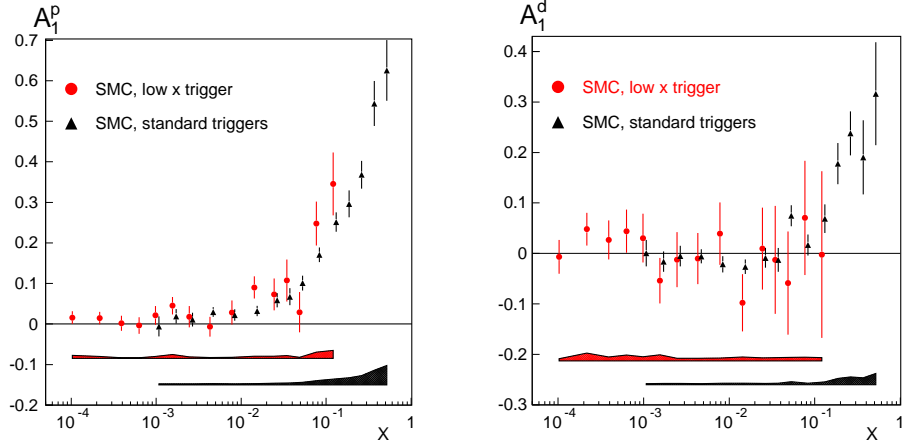 A₁ᵖ
0.7
0.6
SMC, low x trigger
0.5
SMC, standard triggers
0.4
0.3
0.2
0.1
0
-0.1
-0.2
10⁻⁴ 10⁻³ 10⁻² 10⁻¹ 1
X
A₁ᵈ
0.4
SMC, low x trigger
0.3
SMC, standard triggers
0.2
0.1
0
-0.1
-0.2
-0.3
10⁻⁴ 10⁻³ 10⁻² 10⁻¹ 1
X